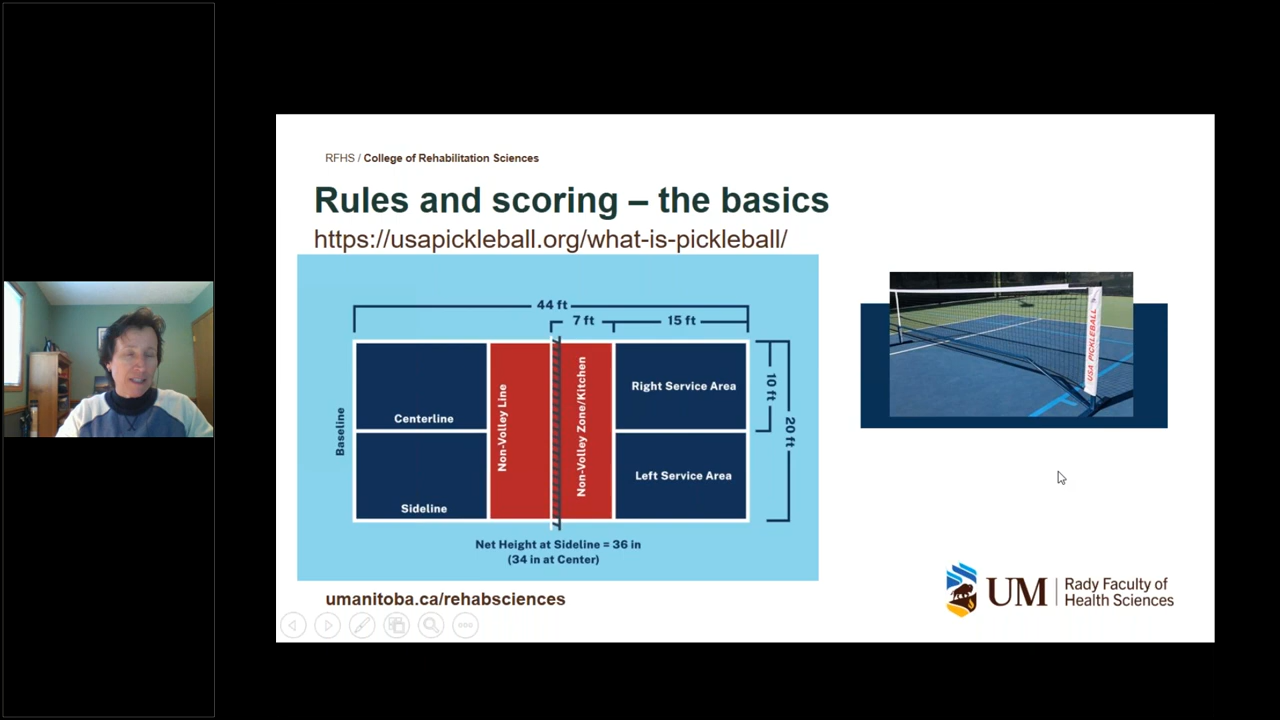 RFHS / College of Rehabilitation Sciences
Rules and scoring – the basics
https://usapickleball.org/what-is-pickleball/
44 ft
7 ft
15 ft
Baseline
Centerline
Sideline
Non-Volley Line
Non-Volley Zone/Kitchen
Right Service Area
Left Service Area
10 ft
20 ft
Net Height at Sideline = 36 in
(34 in at Center)
USA PICKLEBALL
umanitoba.ca/rehabsciences
UM
Rady Faculty of
Health Sciences